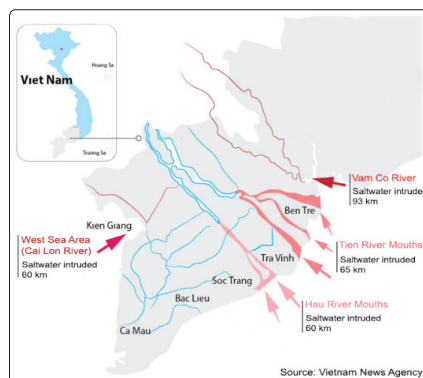 Viet Nam
Hoang Sa
Truong Sa
Vam Co River
Saltwater intruded
93 km
Ben Tre
Kien Giang
Tien River Mouths
Saltwater intruded
65 km
West Sea Area
(Cai Lon River)
Saltwater intruded
60 km
Tra Vinh
Soc Trang
Hau River Mouths
Saltwater intruded
60 km
Bac Lieu
Ca Mau
Source: Vietnam News Agency